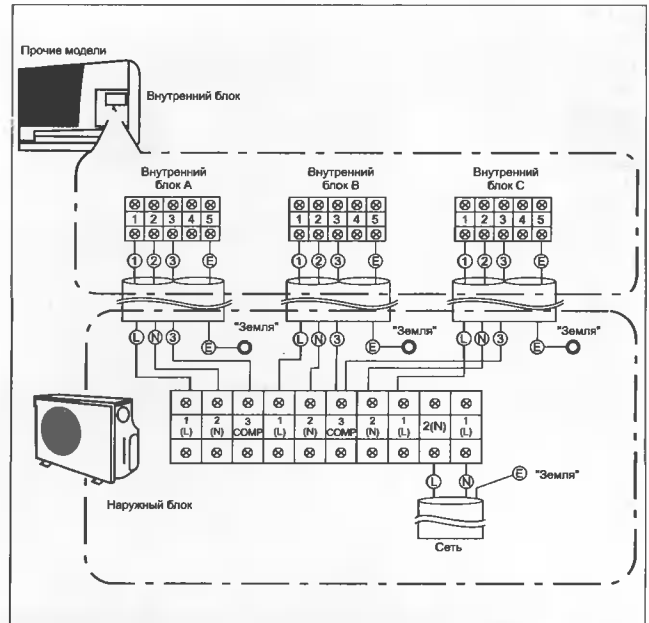 Прочие модели
Внутренний блок
Внутренний блок А
Внутренний блок В
Внутренний блок С
1 2 3 4 5
1 2 3 4 5
1 2 3 4 5
1 2 3 E
1 2 3 E
1 2 3 E
"Земля" "Земля" "Земля"
L N 3 E
L N 3 E
L N 3 E
1 (L) 2 (N) 3 COMP 1 (L) 2 (N) 3 COMP 2 (N) 1 (L) 2(N) 1 (L)
L N E "Земля"
Наружный блок
Сеть